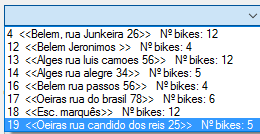 4 <<Belem, rua Junkeira 26>> Nº bikes: 12
12 <<Belem Jeronimos >> Nº bikes: 4
13 <<Alges luis camoes 56>> Nº bikes: 12
14 <<Alges rua alegre 34>> Nº bikes: 5
16 <<Belem rua passos 56>> Nº bikes: 4
17 <<Oeiras rua do brasil 78>> Nº bikes: 6
18 <<Esc. marquês>> Nº bikes: 12
19 <<Oeiras rua candido dos reis 25>> Nº bikes: 5